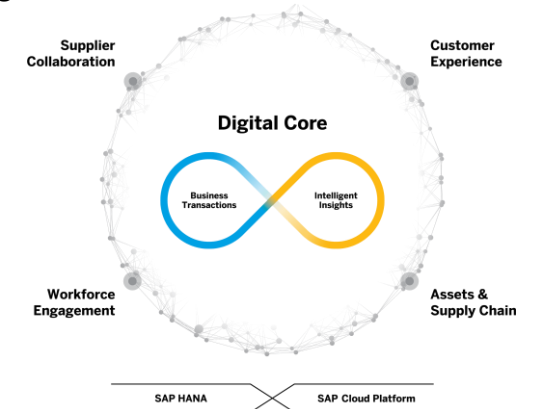 Supplier
Collaboration
Customer
Experience
Digital Core
Business
Transactions
Intelligent
Insights
Workforce
Engagement
Assets &
Supply Chain
SAP HANA
SAP Cloud Platform